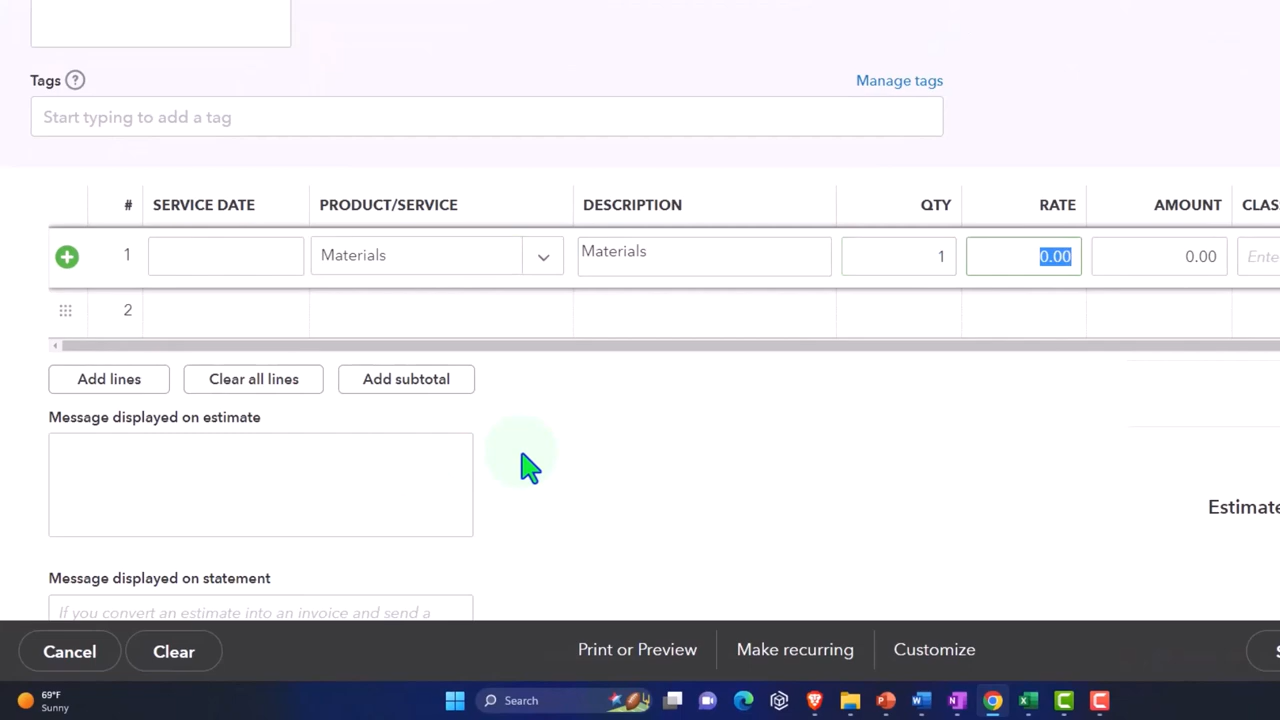 Tags ?
Manage tags
Start typing to add a tag
# SERVICE DATE PRODUCT/SERVICE DESCRIPTION QTY RATE AMOUNT CLAS
1 Materials Materials 1 0.00 0.00 Ente
2
Add lines Clear all lines Add subtotal
Message displayed on estimate
Estimate
Message displayed on statement
If you convert an estimate into an invoice and send a
Cancel Clear Print or Preview Make recurring Customize S
69°F
Sunny
Search